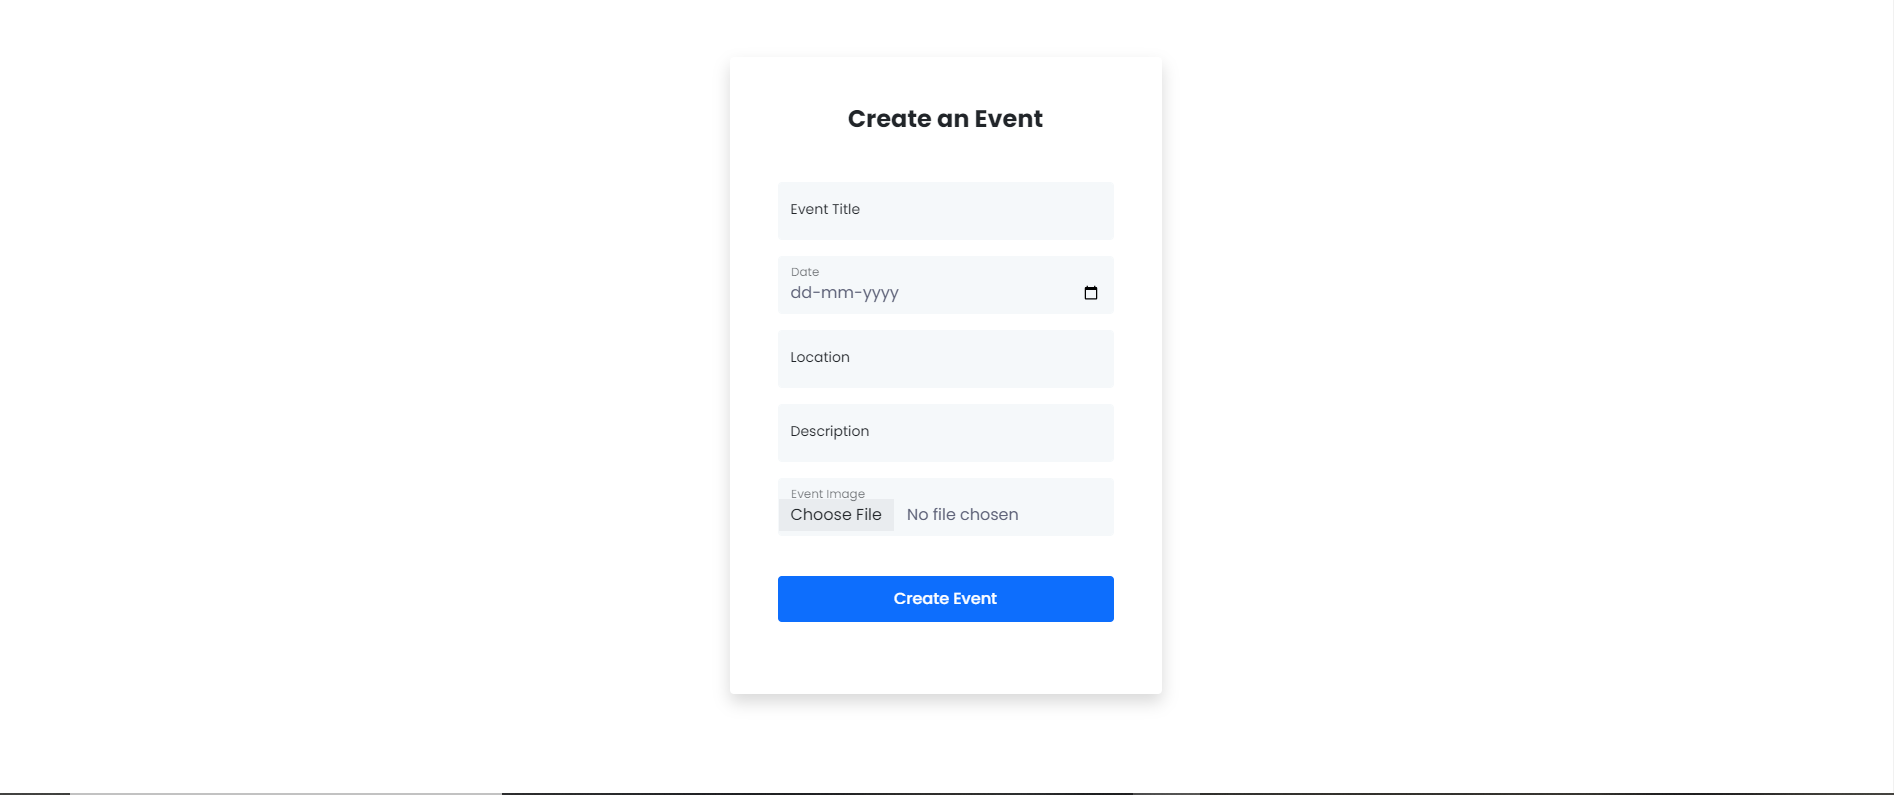 Create an Event
Event Title
Date
dd-mm-yyyy
Location
Description
Event Image
Choose File No file chosen
Create Event